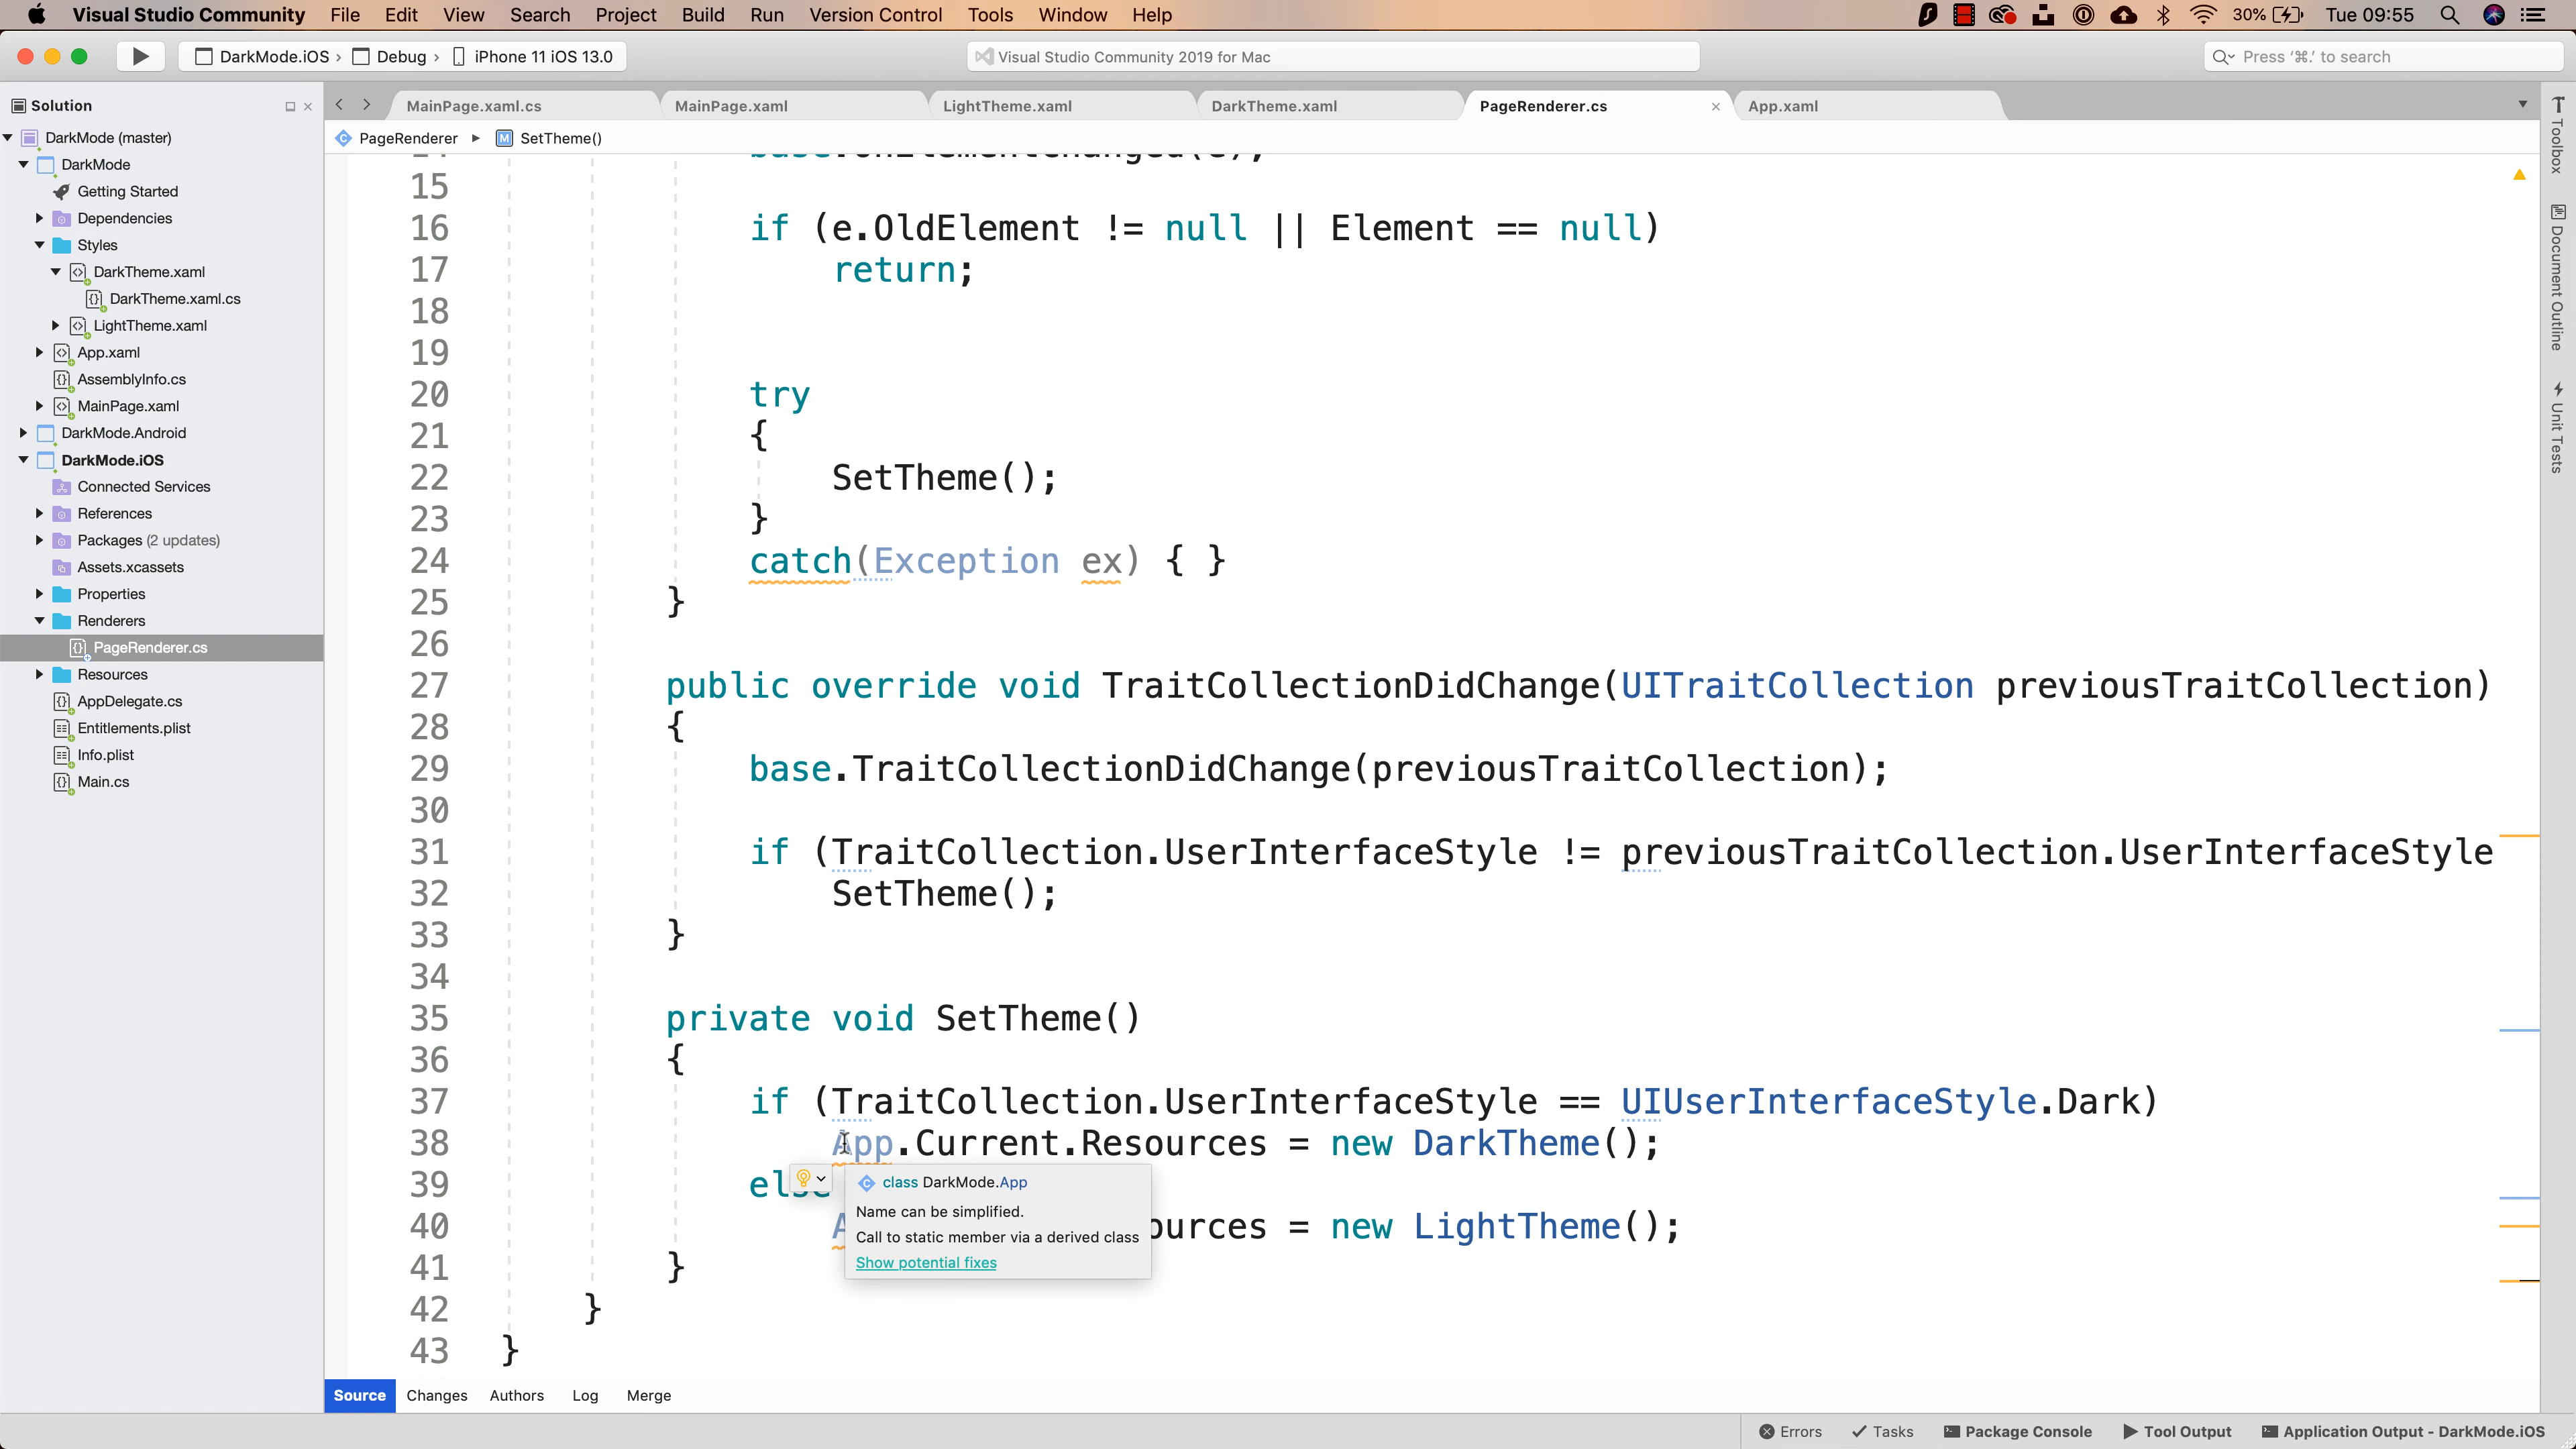 Visual Studio Community File Edit View Search Project Build Run Version Control Tools Window Help 30% Tue 09:55
DarkMode.iOS › Debug › iPhone 11 iOS 13.0 Visual Studio Community 2019 for Mac Press ‘⌘.’ to search
Solution
DarkMode (master)
DarkMode
Getting Started
Dependencies
Styles
DarkTheme.xaml
DarkTheme.xaml.cs
LightTheme.xaml
App.xaml
AssemblyInfo.cs
MainPage.xaml
DarkMode.Android
DarkMode.iOS
Connected Services
References
Packages (2 updates)
Assets.xcassets
Properties
Renderers
PageRenderer.cs
Resources
AppDelegate.cs
Entitlements.plist
Info.plist
Main.cs
MainPage.xaml.cs MainPage.xaml LightTheme.xaml DarkTheme.xaml PageRenderer.cs App.xaml
PageRenderer SetTheme()
14 base.OnElementChanged(e);
15
16 if (e.OldElement != null || Element == null)
17 return;
18
19
20 try
21 {
22 SetTheme();
23 }
24 catch(Exception ex) { }
25 }
26
27 public override void TraitCollectionDidChange(UITraitCollection previousTraitCollection)
28 {
29 base.TraitCollectionDidChange(previousTraitCollection);
30
31 if (TraitCollection.UserInterfaceStyle != previousTraitCollection.UserInterfaceStyle
32 SetTheme();
33 }
34
35 private void SetTheme()
36 {
37 if (TraitCollection.UserInterfaceStyle == UIUserInterfaceStyle.Dark)
38 App.Current.Resources = new DarkTheme();
39 else
40 A ources = new LightTheme();
41 }
42 }
43 }
class DarkMode.App
Name can be simplified.
Call to static member via a derived class
Show potential fixes
Source Changes Authors Log Merge
Toolbox
Document Outline
Unit Tests
Errors Tasks Package Console Tool Output Application Output - DarkMode.iOS